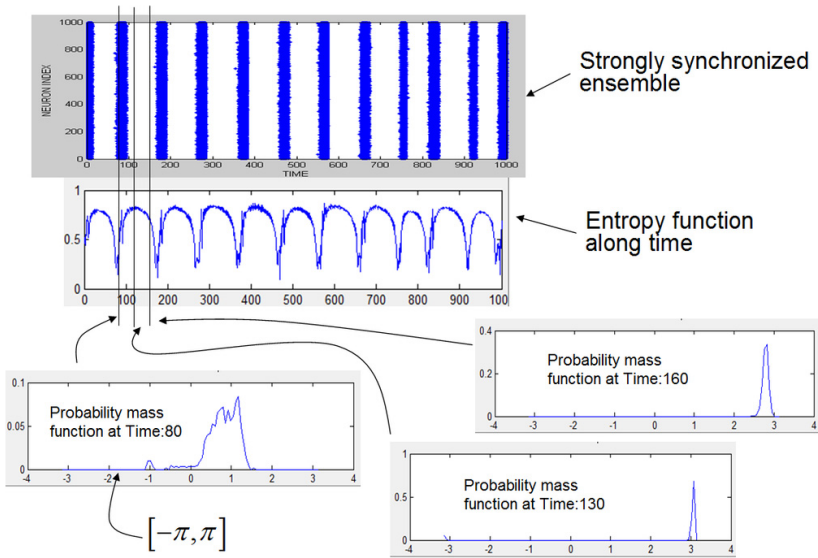 1000
800
600
400
200
0
NEURON INDEX
0 100 200 300 400 500 600 700 800 900 1000
TIME
Strongly synchronized
ensemble
1
0.5
0
0 100 200 300 400 500 600 700 800 900 100
Entropy function
along time
0.4
0.2
0
Probability mass
function at Time:160
-4 -3 -2 -1 0 1 2 3 4
0.1
0.05
0
Probability mass
function at Time:80
-4 -3 -2 -1 0 1 2 3 4
[-π, π]
1
0.5
0
Probability mass
function at Time:130
-4 -3 -2 -1 0 1 2 3 4